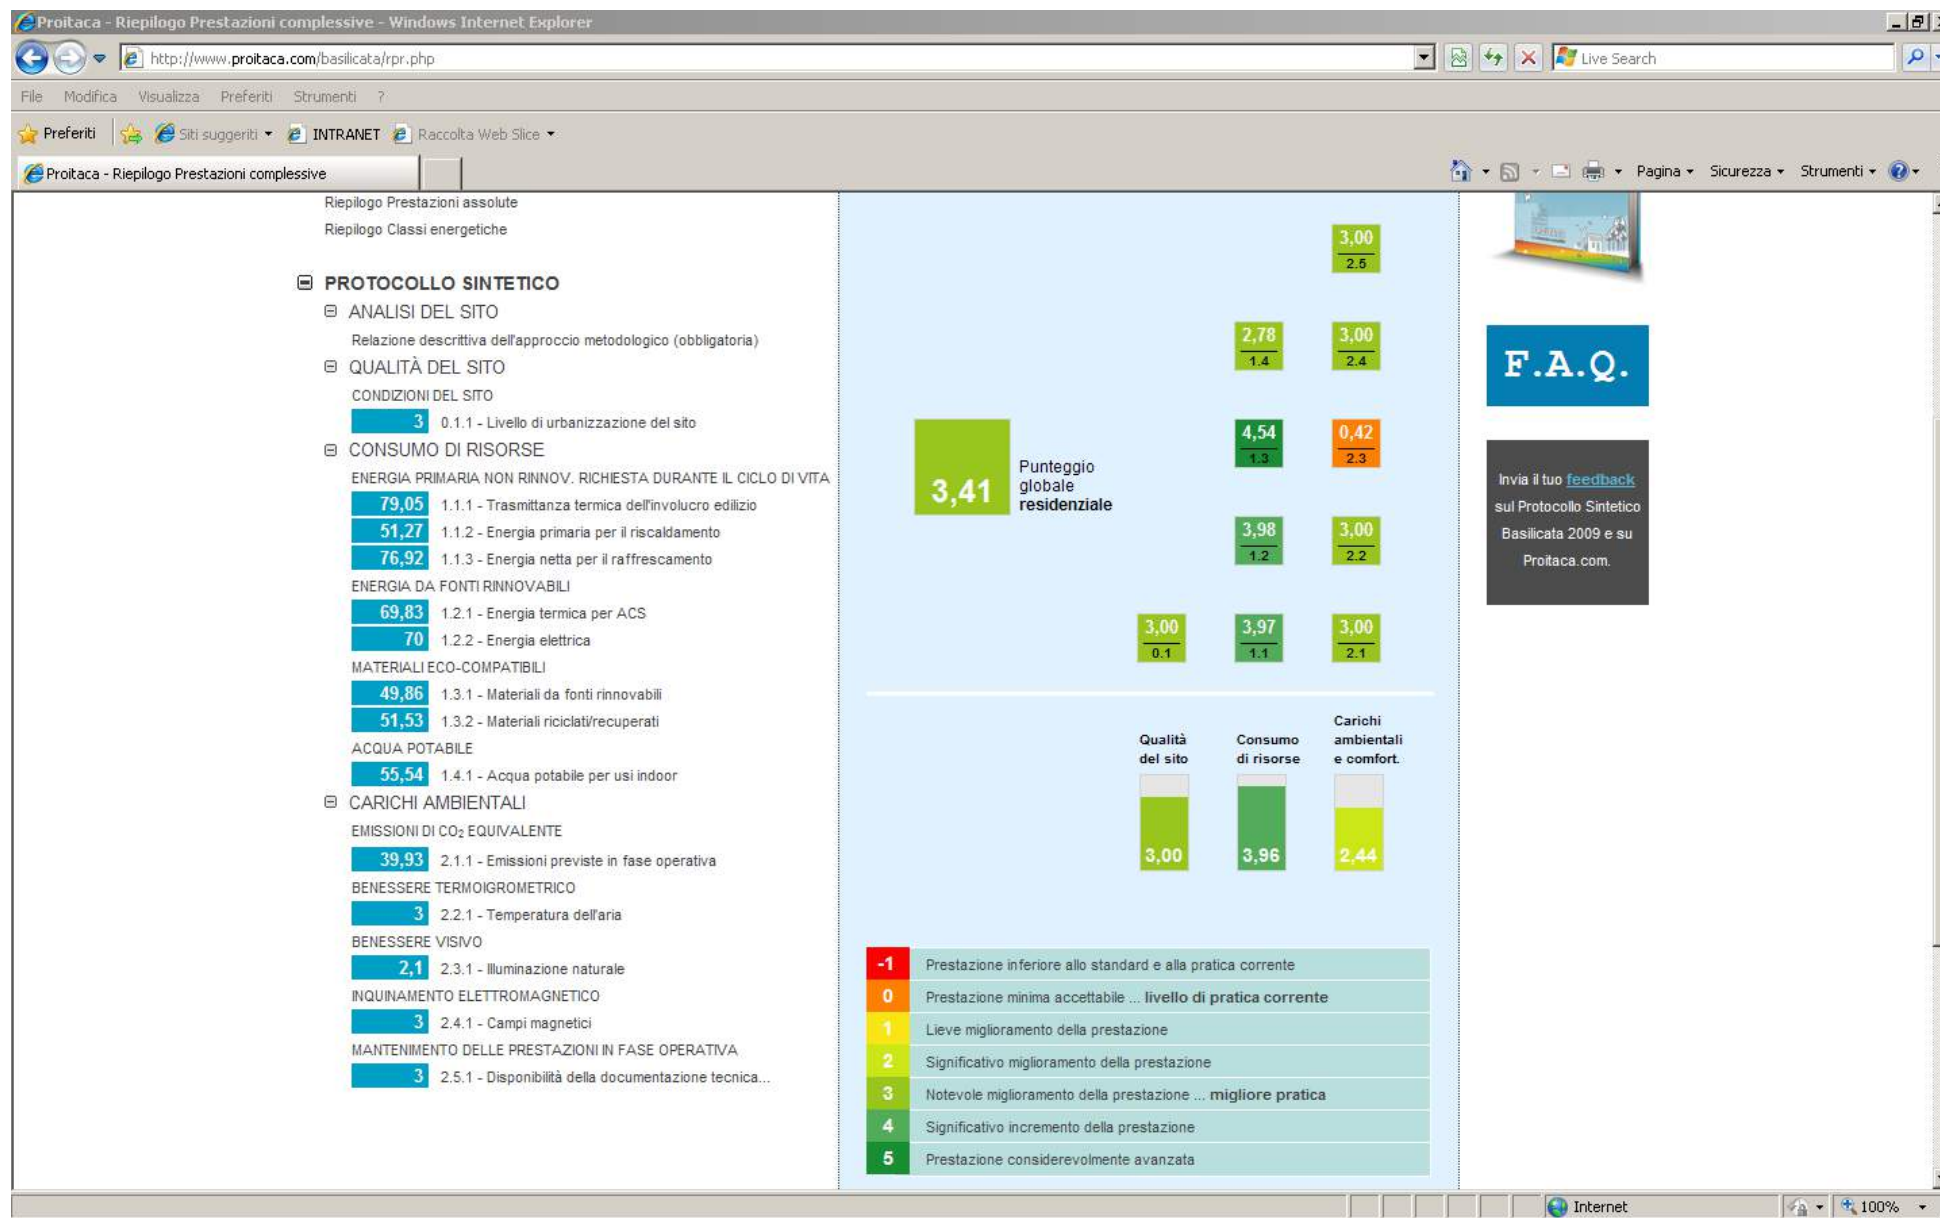 Proitaca - Riepilogo Prestazioni complessive - Windows Internet Explorer
http://www.proitaca.com/basilicata/rpr.php
Live Search
File Modifica Visualizza Preferiti Strumenti ?
Preferiti Siti suggeriti INTRANET Raccolta Web Slice
Proitaca - Riepilogo Prestazioni complessive
Pagina Sicurezza Strumenti
Riepilogo Prestazioni assolute
Riepilogo Classi energetiche
PROTOCOLLO SINTETICO
ANALISI DEL SITO
Relazione descrittiva dell'approccio metodologico (obbligatoria)
QUALITÀ DEL SITO
CONDIZIONI DEL SITO
3 0.1.1 - Livello di urbanizzazione del sito
CONSUMO DI RISORSE
ENERGIA PRIMARIA NON RINNOV. RICHIESTA DURANTE IL CICLO DI VITA
79,05 1.1.1 - Trasmittanza termica dell'involucro edilizio
51,27 1.1.2 - Energia primaria per il riscaldamento
76,92 1.1.3 - Energia netta per il raffrescamento
ENERGIA DA FONTI RINNOVABILI
69,83 1.2.1 - Energia termica per ACS
70 1.2.2 - Energia elettrica
MATERIALI ECO-COMPATIBILI
49,86 1.3.1 - Materiali da fonti rinnovabili
51,53 1.3.2 - Materiali riciclati/recuperati
ACQUA POTABILE
55,54 1.4.1 - Acqua potabile per usi indoor
CARICHI AMBIENTALI
EMISSIONI DI CO2 EQUIVALENTE
39,93 2.1.1 - Emissioni previste in fase operativa
BENESSERE TERMOIGROMETRICO
3 2.2.1 - Temperatura dell'aria
BENESSERE VISIVO
2,1 2.3.1 - Illuminazione naturale
INQUINAMENTO ELETTROMAGNETICO
3 2.4.1 - Campi magnetici
MANTENIMENTO DELLE PRESTAZIONI IN FASE OPERATIVA
3 2.5.1 - Disponibilità della documentazione tecnica...
3,00
2.5
2,78 3,00
1.4 2.4
4,54 0,42
1.3 2.3
3,41
Punteggio
globale
residenziale
3,98 3,00
1.2 2.2
3,00 3,97 3,00
0.1 1.1 2.1
Qualità
del sito
Consumo
di risorse
Carichi
ambientali
e comfort.
3,00 3,96 2,44
-1 Prestazione inferiore allo standard e alla pratica corrente
0 Prestazione minima accettabile ... livello di pratica corrente
1 Lieve miglioramento della prestazione
2 Significativo miglioramento della prestazione
3 Notevole miglioramento della prestazione ... migliore pratica
4 Significativo incremento della prestazione
5 Prestazione considerevolmente avanzata
F.A.Q.
Invia il tuo feedback
sul Protocollo Sintetico
Basilicata 2009 e su
Proitaca.com.
Internet
100%